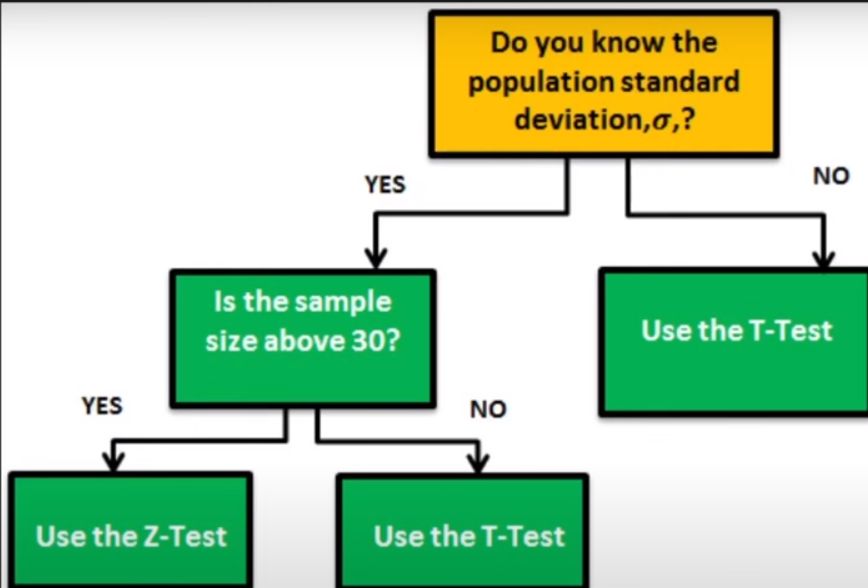 Do you know the
population standard
deviation,σ,?
YES
NO
Is the sample
size above 30?
Use the T-Test
YES
NO
Use the Z-Test
Use the T-Test